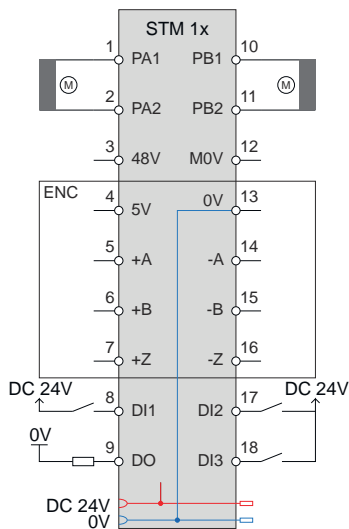 STM 1x
1 PA1 PB1 10
M M
2 PA2 PB2 11
3 48V M0V 12
ENC
4 5V 0V 13
5 +A -A 14
6 +B -B 15
7 +Z -Z 16
DC 24V DC 24V
8 DI1 DI2 17
0V
9 DO DI3 18
DC 24V
0V